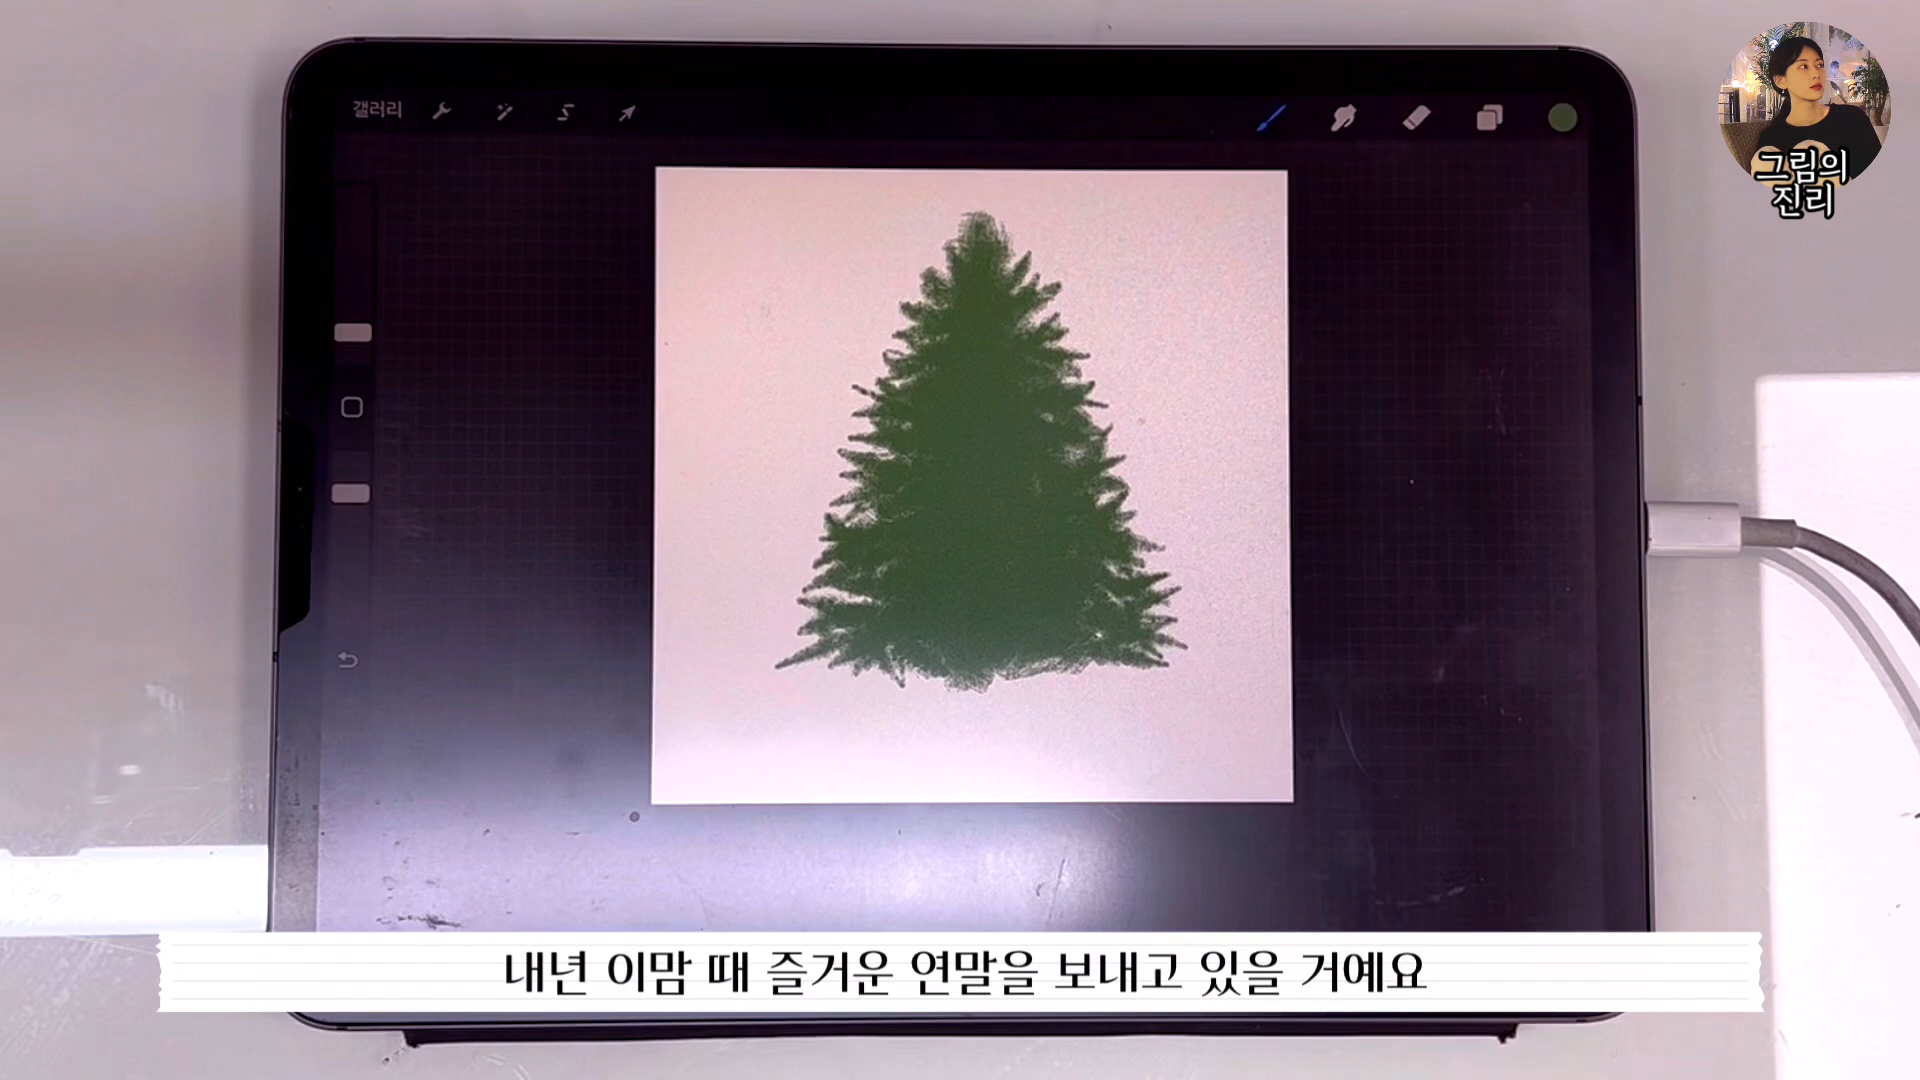 갤러리
그림의
진리
내년 이맘 때 즐거운 연말을 보내고 있을 거예요